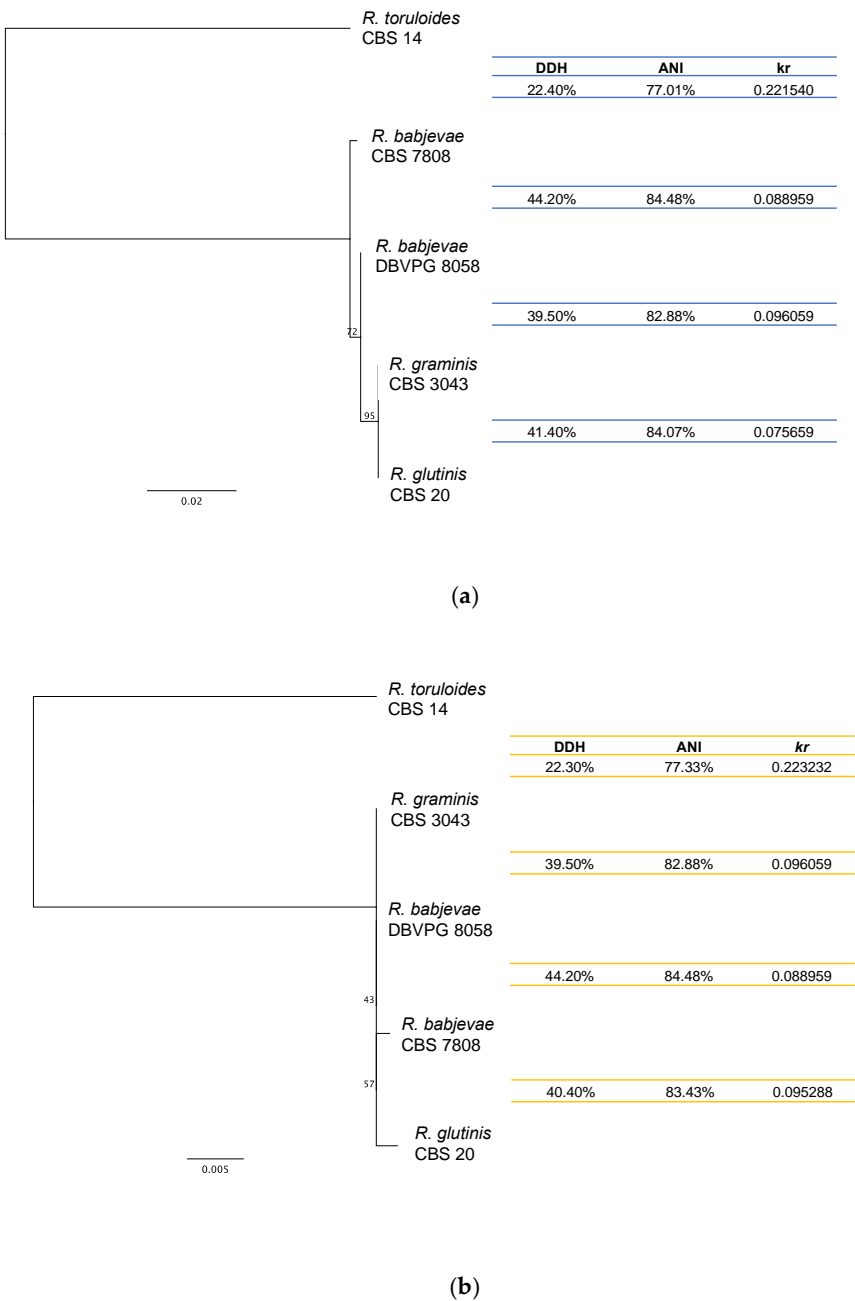 R. toruloides
CBS 14
DDH ANI kr
22.40% 77.01% 0.221540
R. babjevae
CBS 7808
44.20% 84.48% 0.088959
R. babjevae
DBVPG 8058
39.50% 82.88% 0.096059
72
R. graminis
CBS 3043
95
41.40% 84.07% 0.075659
R. glutinis
CBS 20
0.02
(a)
R. toruloides
CBS 14
DDH ANI kr
22.30% 77.33% 0.223232
R. graminis
CBS 3043
39.50% 82.88% 0.096059
R. babjevae
DBVPG 8058
44.20% 84.48% 0.088959
43
R. babjevae
CBS 7808
57
40.40% 83.43% 0.095288
R. glutinis
CBS 20
0.005
(b)